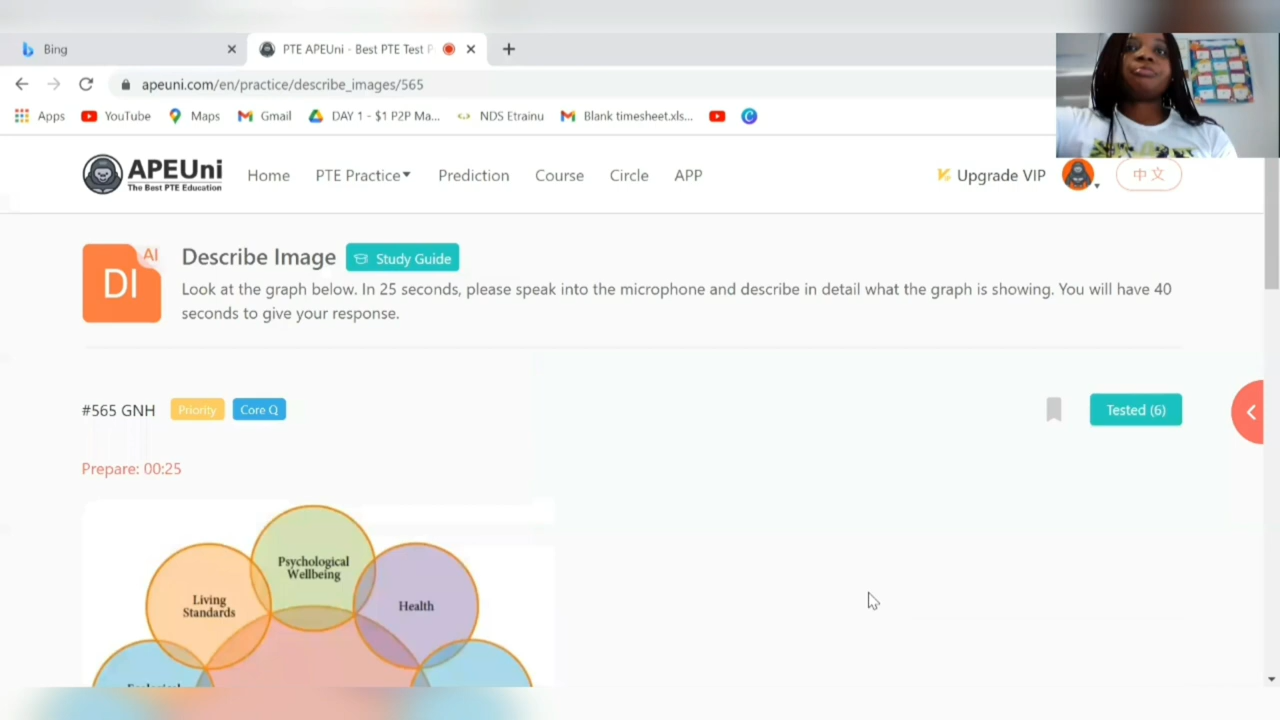 Bing
PTE APEUni - Best PTE Test P
apeuni.com/en/practice/describe_images/565
Apps YouTube Maps Gmail DAY 1 - $1 P2P Ma... NDS Etrainu Blank timesheet.xls...
APEUni
The Best PTE Education
Home PTE Practice Prediction Course Circle APP Upgrade VIP 中文
DI AI
Describe Image Study Guide
Look at the graph below. In 25 seconds, please speak into the microphone and describe in detail what the graph is showing. You will have 40
seconds to give your response.
#565 GNH Priority Core Q Tested (6)
Prepare: 00:25
Psychological
Wellbeing
Living
Standards
Health